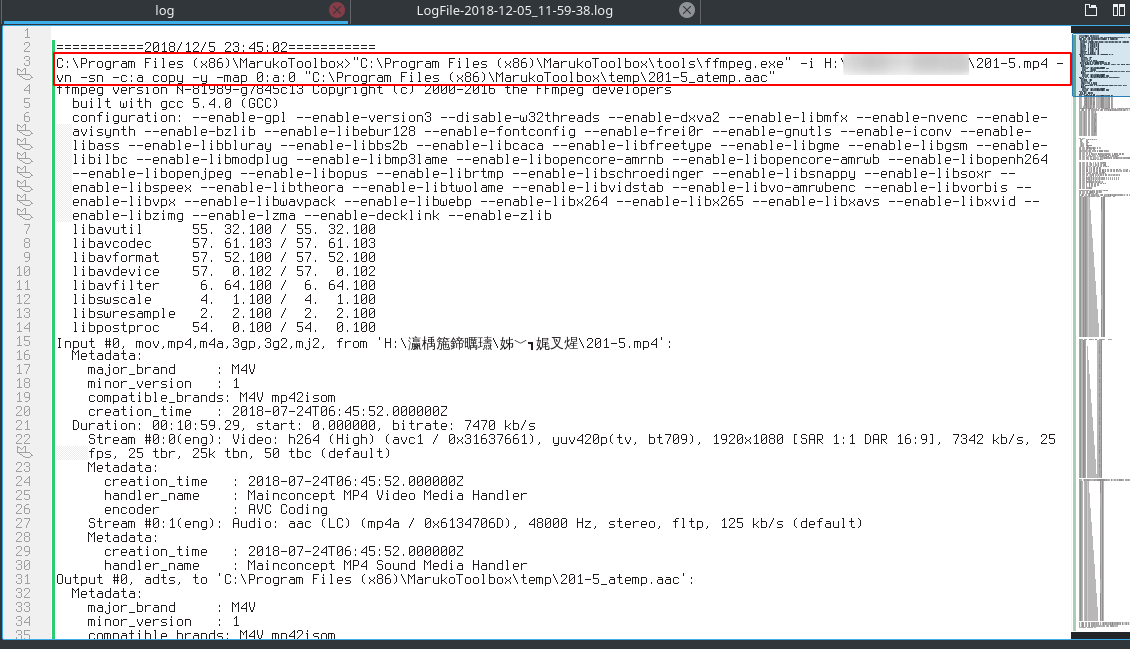 log
LogFile-2018-12-05_11-59-38.log
1
2 ===========2018/12/5 23:45:02===========
3 C:\Program Files (x86)\MarukoToolbox>"C:\Program Files (x86)\MarukoToolbox\tools\ffmpeg.exe" -i H:\ \201-5.mp4 -
vn -sn -c:a copy -y -map 0:a:0 "C:\Program Files (x86)\MarukoToolbox\temp\201-5_atemp.aac"
4 ffmpeg version N-81989-g7845c13 Copyright (c) 2000-2016 the FFmpeg developers
5 built with gcc 5.4.0 (GCC)
6 configuration: --enable-gpl --enable-version3 --disable-w32threads --enable-dxva2 --enable-libmfx --enable-nvenc --enable-
avisynth --enable-bzlib --enable-libebur128 --enable-fontconfig --enable-frei0r --enable-gnutls --enable-iconv --enable-
libass --enable-libbluray --enable-libbs2b --enable-libcaca --enable-libfreetype --enable-libgme --enable-libgsm --enable-
libilbc --enable-libmodplug --enable-libmp3lame --enable-libopencore-amrnb --enable-libopencore-amrwb --enable-libopenh264
--enable-libopenjpeg --enable-libopus --enable-librtmp --enable-libschroedinger --enable-libsnappy --enable-libsoxr --
enable-libspeex --enable-libtheora --enable-libtwolame --enable-libvidstab --enable-libvo-amrwbenc --enable-libvorbis --
enable-libvpx --enable-libwavpack --enable-libwebp --enable-libx264 --enable-libx265 --enable-libxavs --enable-libxvid --
enable-libzimg --enable-lzma --enable-decklink --enable-zlib
7 libavutil 55. 32.100 / 55. 32.100
8 libavcodec 57. 61.103 / 57. 61.103
9 libavformat 57. 52.100 / 57. 52.100
10 libavdevice 57. 0.102 / 57. 0.102
11 libavfilter 6. 64.100 / 6. 64.100
12 libswscale 4. 1.100 / 4. 1.100
13 libswresample 2. 2.100 / 2. 2.100
14 libpostproc 54. 0.100 / 54. 0.100
15 Input #0, mov,mp4,m4a,3gp,3g2,mj2, from 'H:\ \201-5.mp4':
16 Metadata:
17 major_brand : M4V
18 minor_version : 1
19 compatible_brands: M4V mp42isom
20 creation_time : 2018-07-24T06:45:52.000000Z
21 Duration: 00:10:59.29, start: 0.000000, bitrate: 7470 kb/s
22 Stream #0:0(eng): Video: h264 (High) (avc1 / 0x31637661), yuv420p(tv, bt709), 1920x1080 [SAR 1:1 DAR 16:9], 7342 kb/s, 25
fps, 25 tbr, 25k tbn, 50 tbc (default)
23 Metadata:
24 creation_time : 2018-07-24T06:45:52.000000Z
25 handler_name : Mainconcept MP4 Video Media Handler
26 encoder : AVC Coding
27 Stream #0:1(eng): Audio: aac (LC) (mp4a / 0x6134706D), 48000 Hz, stereo, fltp, 125 kb/s (default)
28 Metadata:
29 creation_time : 2018-07-24T06:45:52.000000Z
30 handler_name : Mainconcept MP4 Sound Media Handler
31 Output #0, adts, to 'C:\Program Files (x86)\MarukoToolbox\temp\201-5_atemp.aac':
32 Metadata:
33 major_brand : M4V
34 minor_version : 1
35 compatible_brands: M4V mp42isom